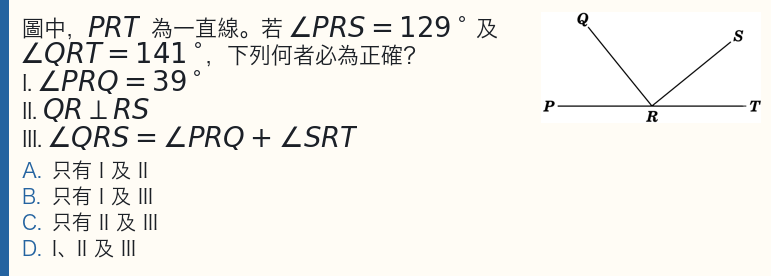 圖中，PRT 為一直線。若 ∠PRS = 129° 及
∠QRT = 141°，下列何者必為正確?
I. ∠PRQ = 39°
II. QR ⊥ RS
III. ∠QRS = ∠PRQ + ∠SRT
A. 只有 I 及 II
B. 只有 I 及 III
C. 只有 II 及 III
D. I、II 及 III
Q
S
P
R
T